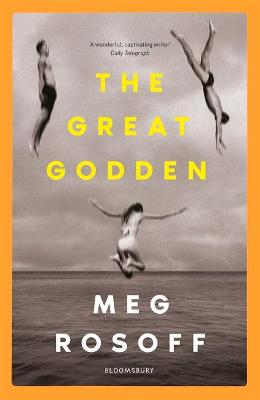 'A wonderful, captivating writer'
Daily Telegraph
THE
GREAT
GODDEN
MEG
ROSOFF
BLOOMSBURY